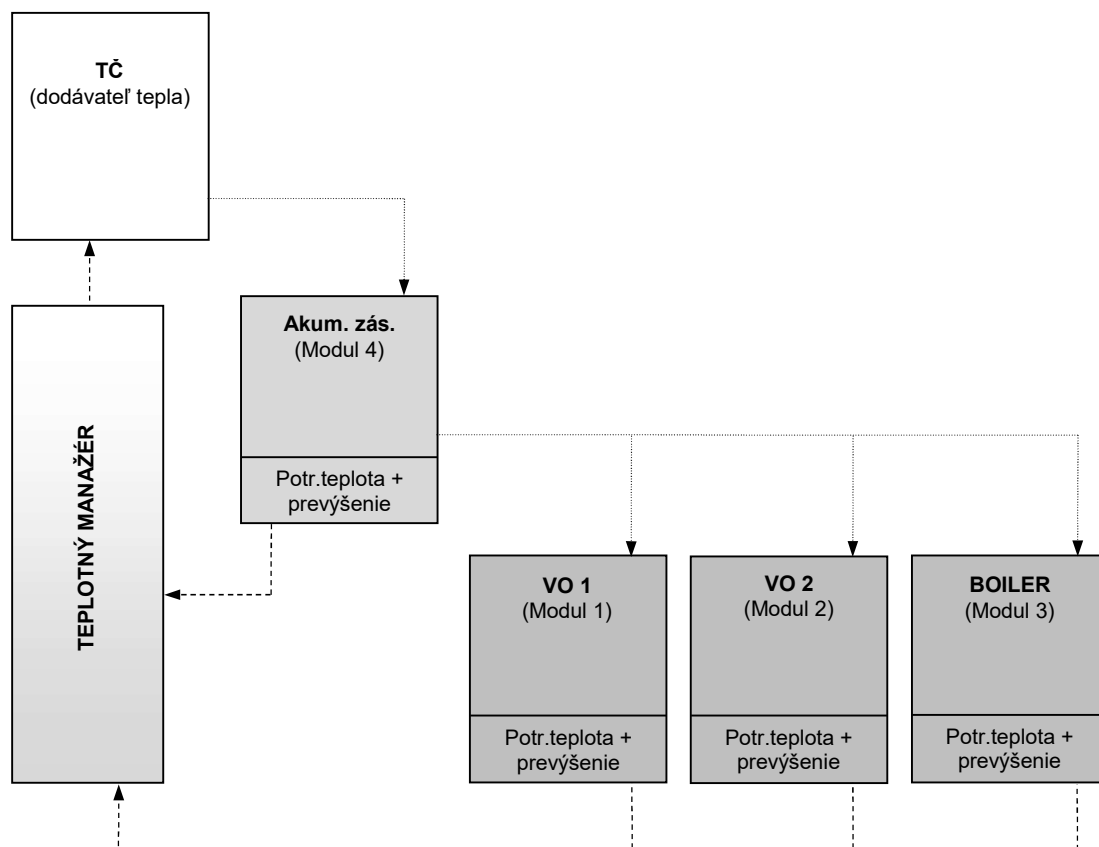 TČ
(dodávateľ tepla)
TEPLOTNÝ MANAŽÉR
Akum. zás.
(Modul 4)
Potr.teplota +
prevýšenie
VO 1
(Modul 1)
Potr.teplota +
prevýšenie
VO 2
(Modul 2)
Potr.teplota +
prevýšenie
BOILER
(Modul 3)
Potr.teplota +
prevýšenie